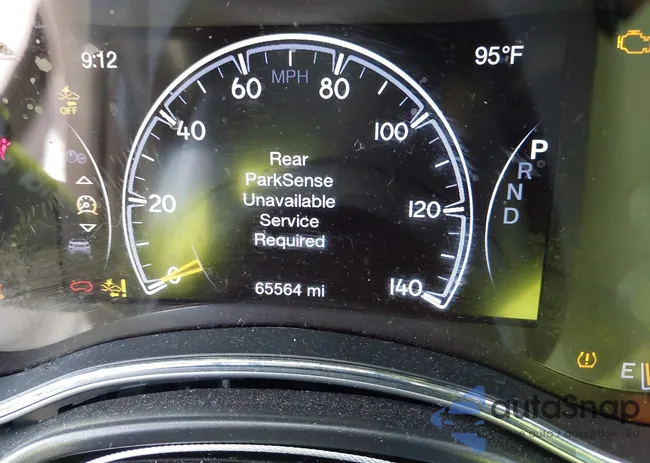 9:12
95°F
60
MPH
80
OFF
40
100
Rear
ParkSense
Unavailable
Service
Required
P
R
N
D
20
120
0
65564 mi
140
E
autoSnap